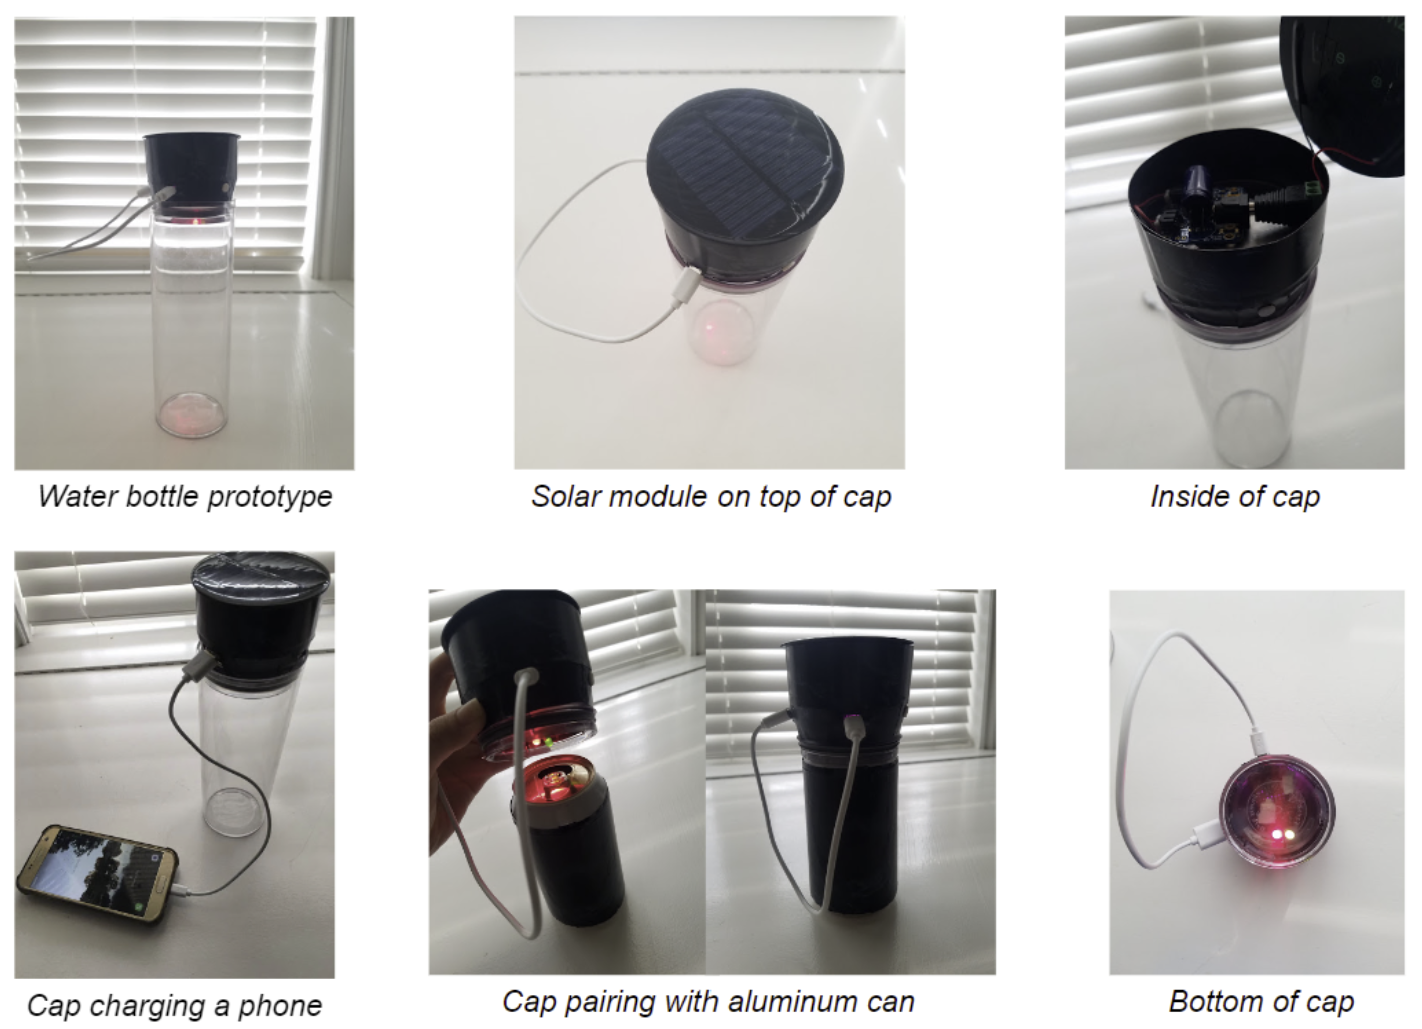 Water bottle prototype
Solar module on top of cap
Inside of cap
Cap charging a phone
Cap pairing with aluminum can
Bottom of cap